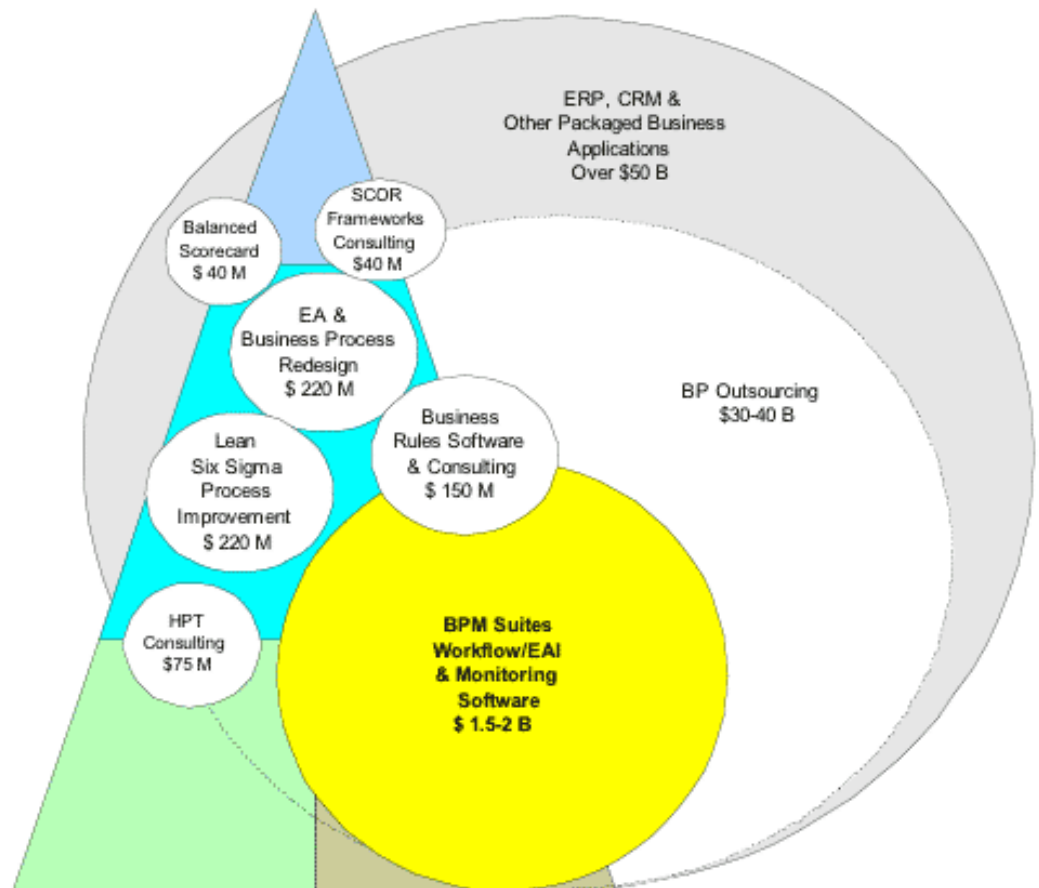 ERP, CRM &
Other Packaged Business
Applications
Over $50 B
SCOR
Frameworks
Consulting
$40 M
Balanced
Scorecard
$ 40 M
EA &
Business Process
Redesign
$ 220 M
BP Outsourcing
$30-40 B
Business
Rules Software
& Consulting
$ 150 M
Lean
Six Sigma
Process
Improvement
$ 220 M
HPT
Consulting
$75 M
BPM Suites
Workflow/EAI
& Monitoring
Software
$ 1.5-2 B